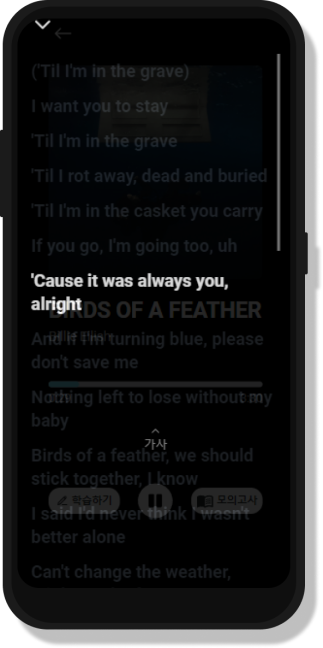 ('Til I'm in the grave)
I want you to stay
'Til I'm in the grave
'Til I rot away, dead and buried
'Til I'm in the casket you carry
If you go, I'm going too, uh
'Cause it was always you,
alright
BIRDS OF A FEATHER
Billie Eilish
And if I'm turning blue, please
don't save me
Nothing left to lose without my
baby
가사
Birds of a feather, we should
stick together, I know
학습하기
모의고사
I said I'd never think I wasn't
better alone
Can't change the weather,